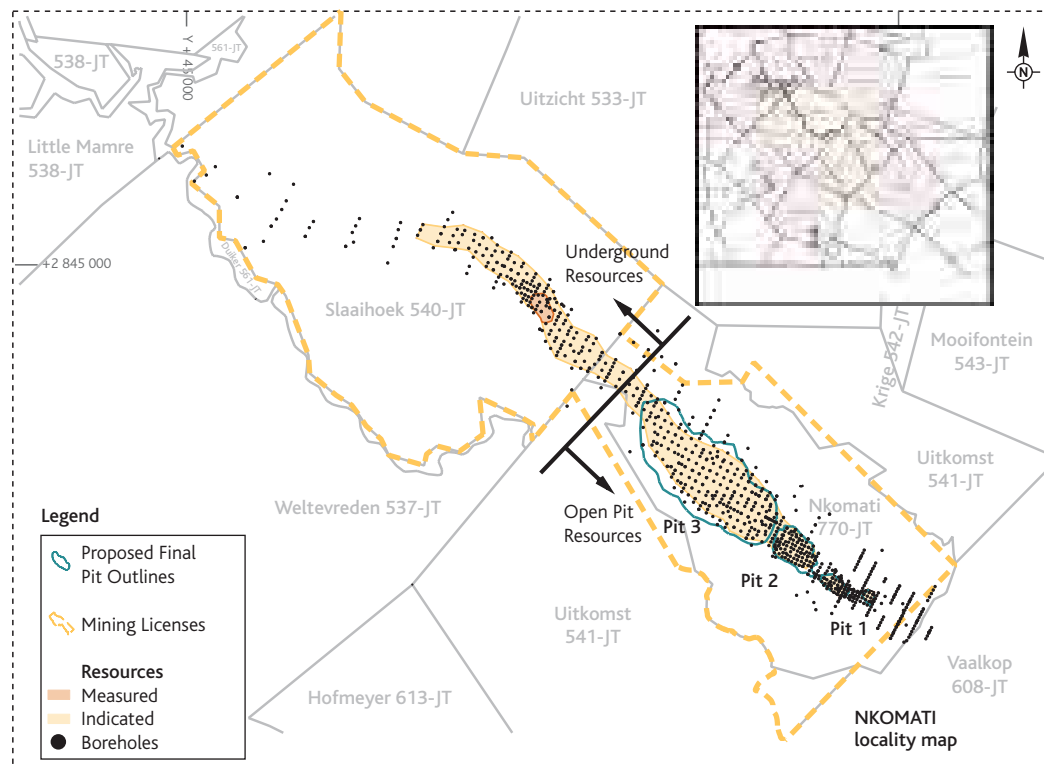 Y + 45 000
561-JT
538-JT
Uitzicht 533-JT
N
Little Mamre
538-JT
+2 845 000
Duiker 561-JT
Underground
Resources
Slaaihoek 540-JT
Krige 542-JT
Mooifontein
543-JT
Uitkomst
541-JT
Weltevreden 537-JT
Open Pit
Resources
Nkomati
770-JT
Pit 3
Pit 2
Pit 1
Uitkomst
541-JT
Vaalkop
608-JT
Hofmeyer 613-JT
NKOMATI
locality map
Legend
Proposed Final
Pit Outlines
Mining Licenses
Resources
Measured
Indicated
Boreholes